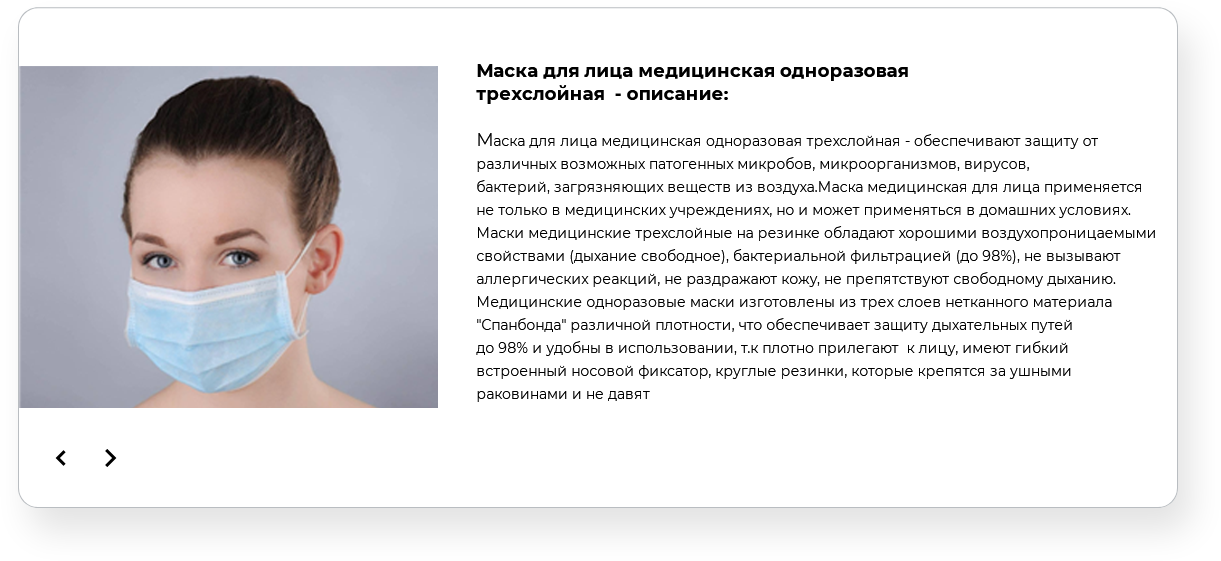 Маска для лица медицинская одноразовая
трехслойная  - описание:
Маска для лица медицинская одноразовая трехслойная - обеспечивают защиту от
различных возможных патогенных микробов, микроорганизмов, вирусов,
бактерий, загрязняющих веществ из воздуха.Маска медицинская для лица применяется
не только в медицинских учреждениях, но и может применяться в домашних условиях.
Маски медицинские трехслойные на резинке обладают хорошими воздухопроницаемыми
свойствами (дыхание свободное), бактериальной фильтрацией (до 98%), не вызывают
аллергических реакций, не раздражают кожу, не препятствуют свободному дыханию.
Медицинские одноразовые маски изготовлены из трех слоев нетканного материала
"Спанбонда" различной плотности, что обеспечивает защиту дыхательных путей
до 98% и удобны в использовании, т.к плотно прилегают  к лицу, имеют гибкий
встроенный носовой фиксатор, круглые резинки, которые крепятся за ушными
раковинами и не давят